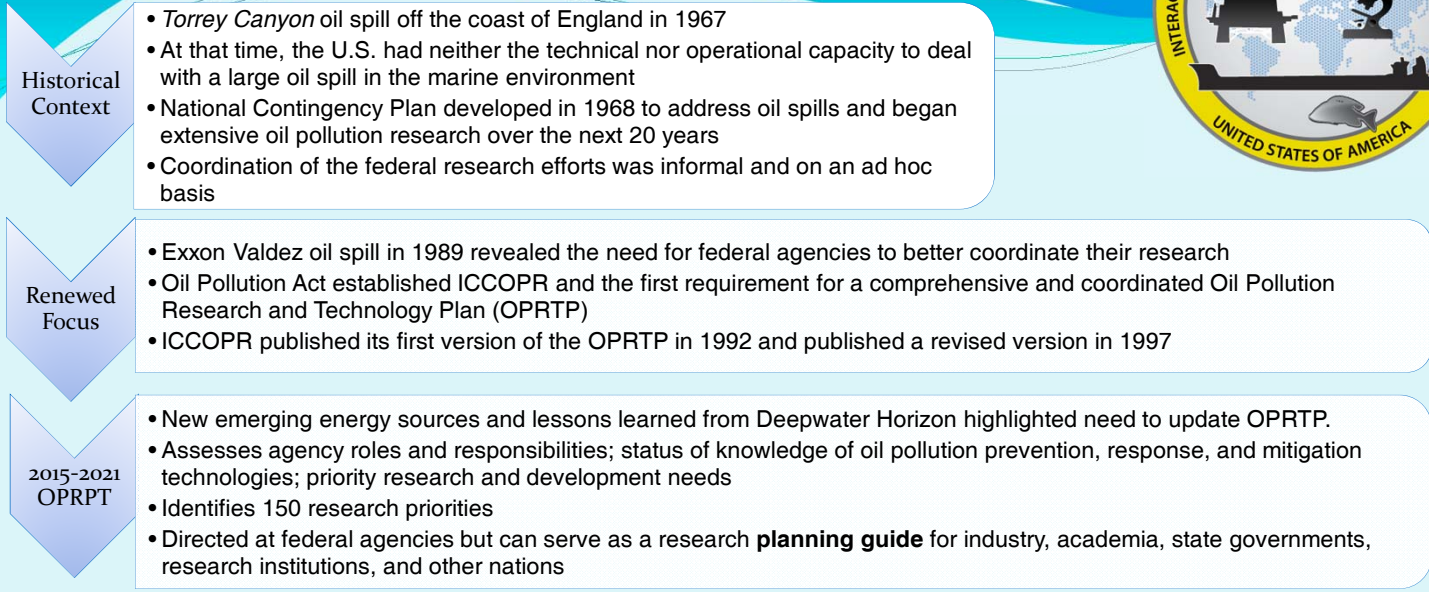 Historical
Context
• Torrey Canyon oil spill off the coast of England in 1967
• At that time, the U.S. had neither the technical nor operational capacity to deal
with a large oil spill in the marine environment
• National Contingency Plan developed in 1968 to address oil spills and began
extensive oil pollution research over the next 20 years
• Coordination of the federal research efforts was informal and on an ad hoc
basis
UNITED STATES OF AMERICA
Renewed
Focus
• Exxon Valdez oil spill in 1989 revealed the need for federal agencies to better coordinate their research
• Oil Pollution Act established ICCOPR and the first requirement for a comprehensive and coordinated Oil Pollution
Research and Technology Plan (OPRTP)
• ICCOPR published its first version of the OPRTP in 1992 and published a revised version in 1997
2015-2021
OPRPT
• New emerging energy sources and lessons learned from Deepwater Horizon highlighted need to update OPRTP.
• Assesses agency roles and responsibilities; status of knowledge of oil pollution prevention, response, and mitigation
technologies; priority research and development needs
• Identifies 150 research priorities
• Directed at federal agencies but can serve as a research planning guide for industry, academia, state governments,
research institutions, and other nations